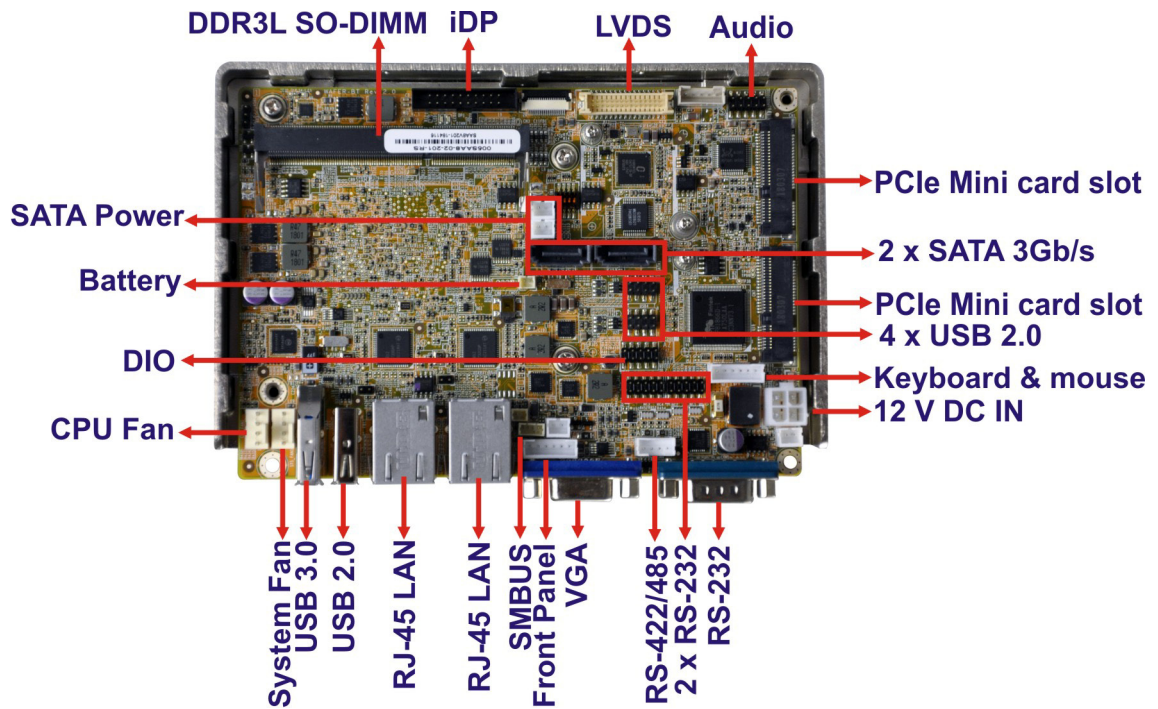 DDR3L SO-DIMM
iDP
LVDS
Audio
PCIe Mini card slot
SATA Power
2 x SATA 3Gb/s
Battery
PCIe Mini card slot
4 x USB 2.0
DIO
Keyboard & mouse
12 V DC IN
CPU Fan
System Fan
USB 3.0
USB 2.0
RJ-45 LAN
RJ-45 LAN
SMBUS
Front Panel
VGA
RS-422/485
2 x RS-232
RS-232